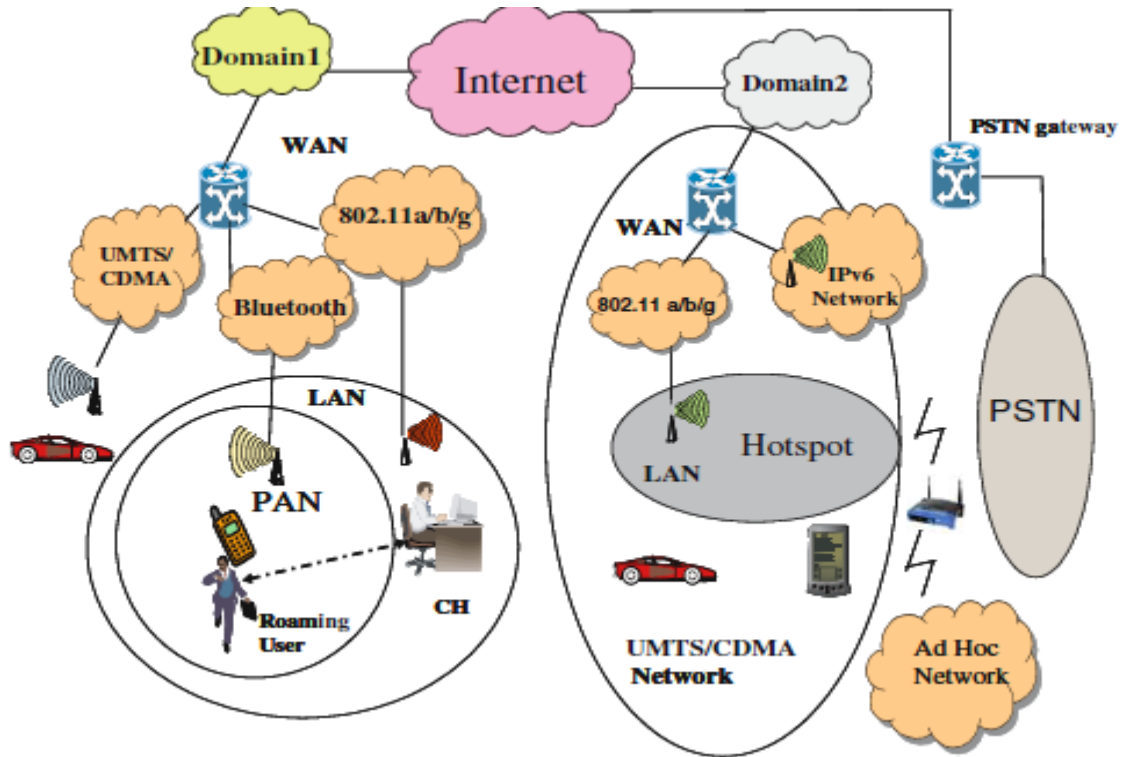 Domain1
Internet
Domain2
PSTN gateway
WAN
802.11a/b/g
UMTS/
CDMA
Bluetooth
WAN
IPv6
Network
802.11 a/b/g
LAN
PAN
Roaming
User
CH
Hotspot
LAN
PSTN
UMTS/CDMA
Network
Ad Hoc
Network